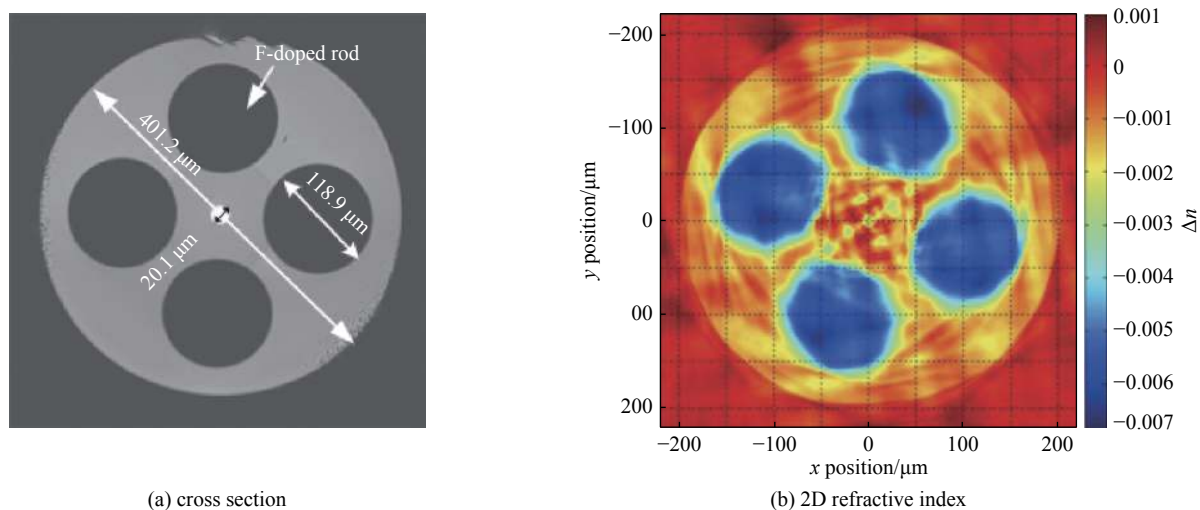 F-doped rod
401.2 μm
118.9 μm
20.1 μm
(a) cross section
−200
−100
0
00
200
y position/μm
−200
−100
0
100
200
x position/μm
0.001
0
−0.001
−0.002
−0.003
−0.004
−0.005
−0.006
−0.007
Δn
(b) 2D refractive index